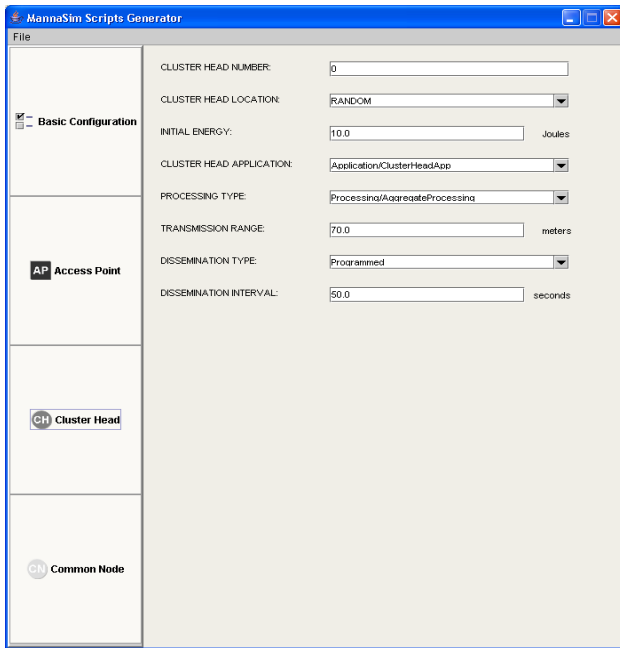 MannaSim Scripts Generator
File
Basic Configuration
AP Access Point
CH Cluster Head
CN Common Node
CLUSTER HEAD NUMBER: 0
CLUSTER HEAD LOCATION: RANDOM
INITIAL ENERGY: 10.0 Joules
CLUSTER HEAD APPLICATION: Application/ClusterHeadApp
PROCESSING TYPE: Processing/AggregateProcessing
TRANSMISSION RANGE: 70.0 meters
DISSEMINATION TYPE: Programmed
DISSEMINATION INTERVAL: 50.0 seconds